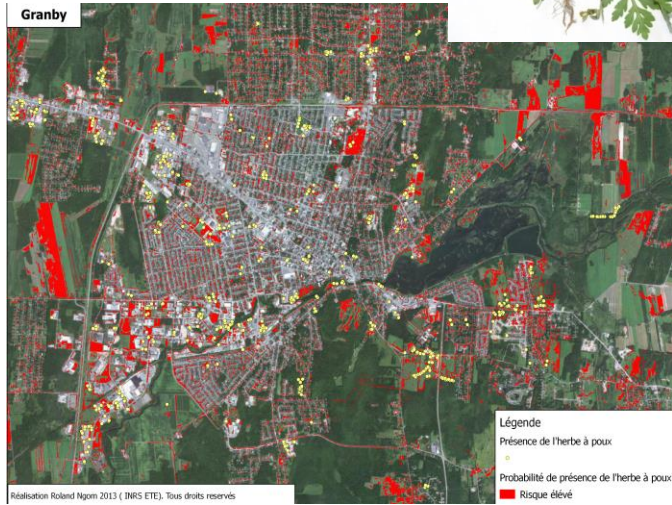 Granby
Légende
Présence de l'herbe à poux
Probabilité de présence de l'herbe à poux
Risque élévé
Réalisation Roland Ngom 2013 ( INRS ETE). Tous droits reservés